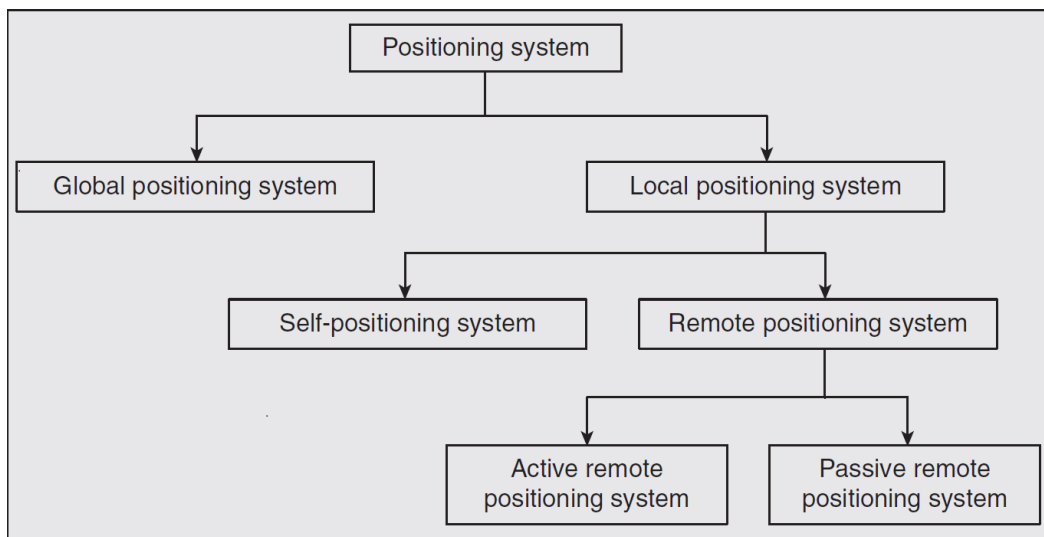 Positioning system
Global positioning system
Local positioning system
Self-positioning system
Remote positioning system
Active remote
positioning system
Passive remote
positioning system